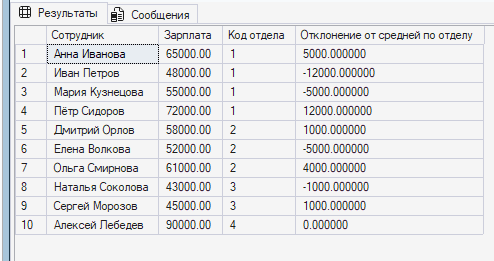 Результаты Сообщения
Сотрудник Зарплата Код отдела Отклонение от средней по отделу
1 Анна Иванова 65000.00 1 5000.000000
2 Иван Петров 48000.00 1 -12000.000000
3 Мария Кузнецова 55000.00 1 -5000.000000
4 Пётр Сидоров 72000.00 1 12000.000000
5 Дмитрий Орлов 58000.00 2 1000.000000
6 Елена Волкова 52000.00 2 -5000.000000
7 Ольга Смирнова 61000.00 2 4000.000000
8 Наталья Соколова 43000.00 3 -1000.000000
9 Сергей Морозов 45000.00 3 1000.000000
10 Алексей Лебедев 90000.00 4 0.000000